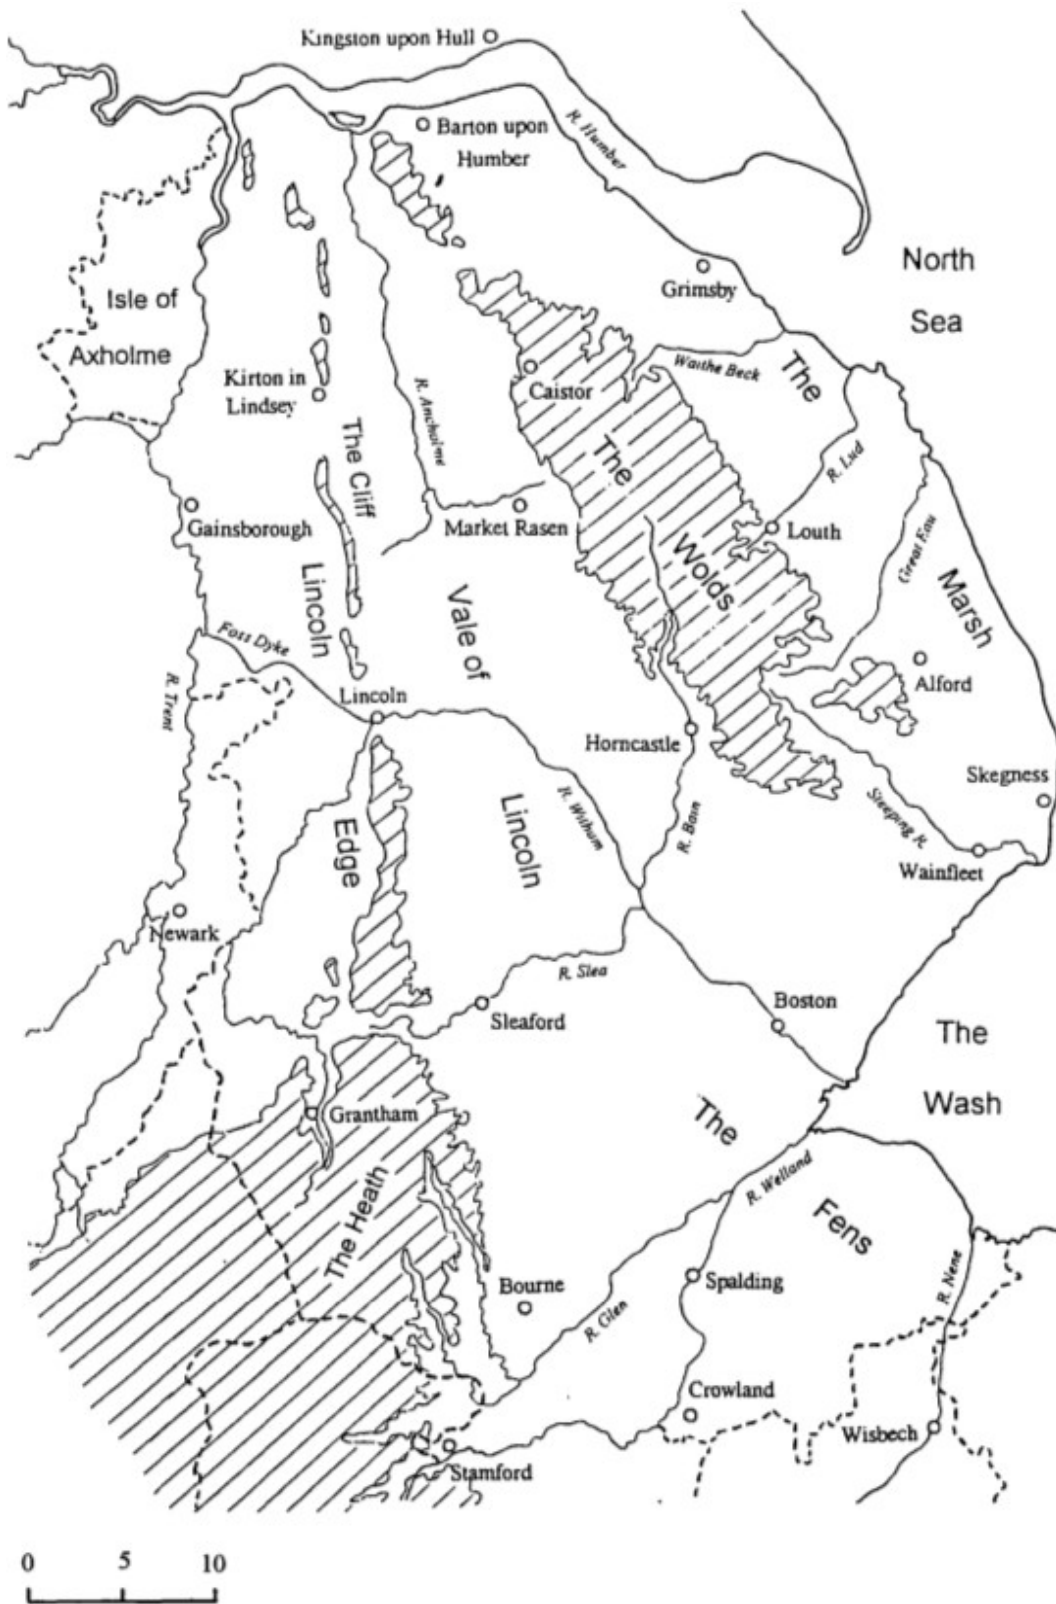 Kingston upon Hull
Barton upon
Humber
R. Humber
North
Sea
Grimsby
Isle of
Axholme
The
Waithe Beck
Caistor
Kirton in
Lindsey
R. Ancholme
The Cliff
The
R. Lud
Gainsborough
Market Rasen
Louth
Great Eau
Wolds
Marsh
Lincoln
Vale of
Foss Dyke
R. Trent
Alford
Lincoln
Horncastle
Skegness
R. Witham
R. Bain
Steeping R.
Edge
Lincoln
Wainfleet
Newark
R. Slea
Sleaford
Boston
The
Wash
Grantham
The
R. Welland
The Heath
Fens
Spalding
R. Nene
Bourne
R. Glen
Crowland
Wisbech
Stamford
0 5 10